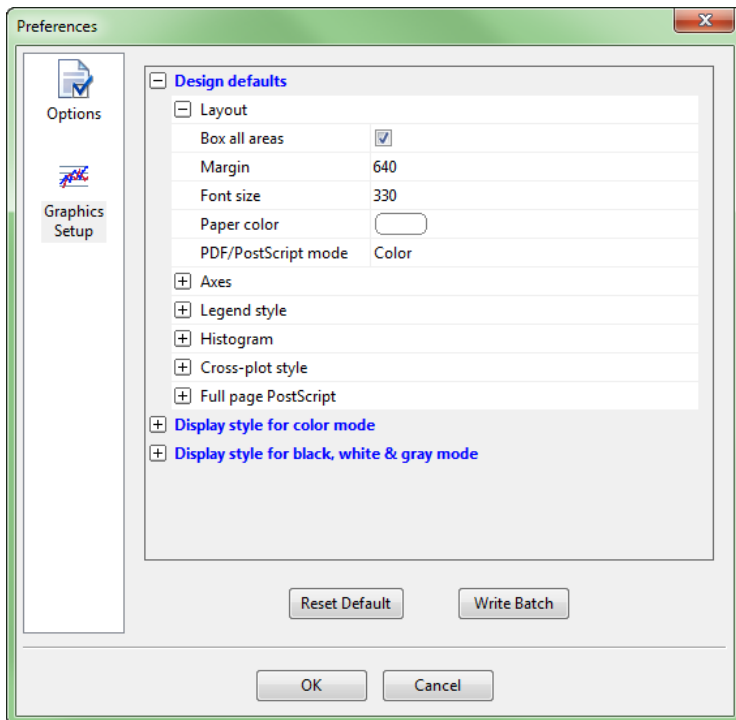 Preferences
Options
Graphics
Setup
Design defaults
Layout
Box all areas
Margin 640
Font size 330
Paper color
PDF/PostScript mode Color
Axes
Legend style
Histogram
Cross-plot style
Full page PostScript
Display style for color mode
Display style for black, white & gray mode
Reset Default Write Batch
OK Cancel